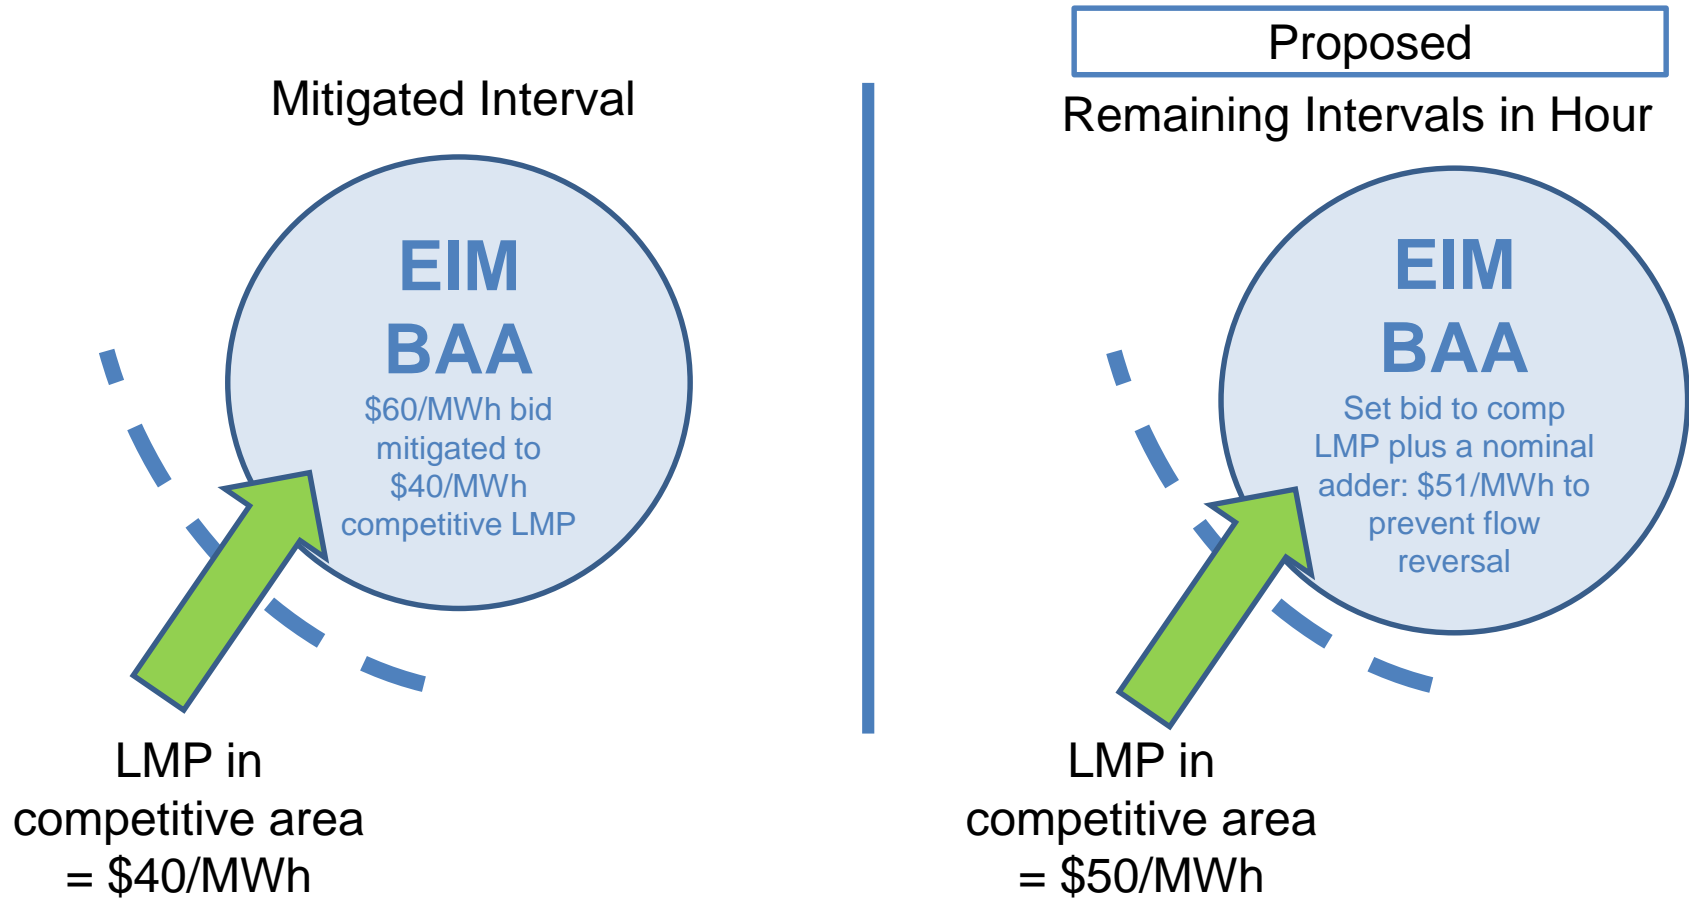 Mitigated Interval
EIM
BAA
$60/MWh bid
mitigated to
$40/MWh
competitive LMP
LMP in
competitive area
= $40/MWh
Proposed
Remaining Intervals in Hour
EIM
BAA
Set bid to comp
LMP plus a nominal
adder: $51/MWh to
prevent flow
reversal
LMP in
competitive area
= $50/MWh